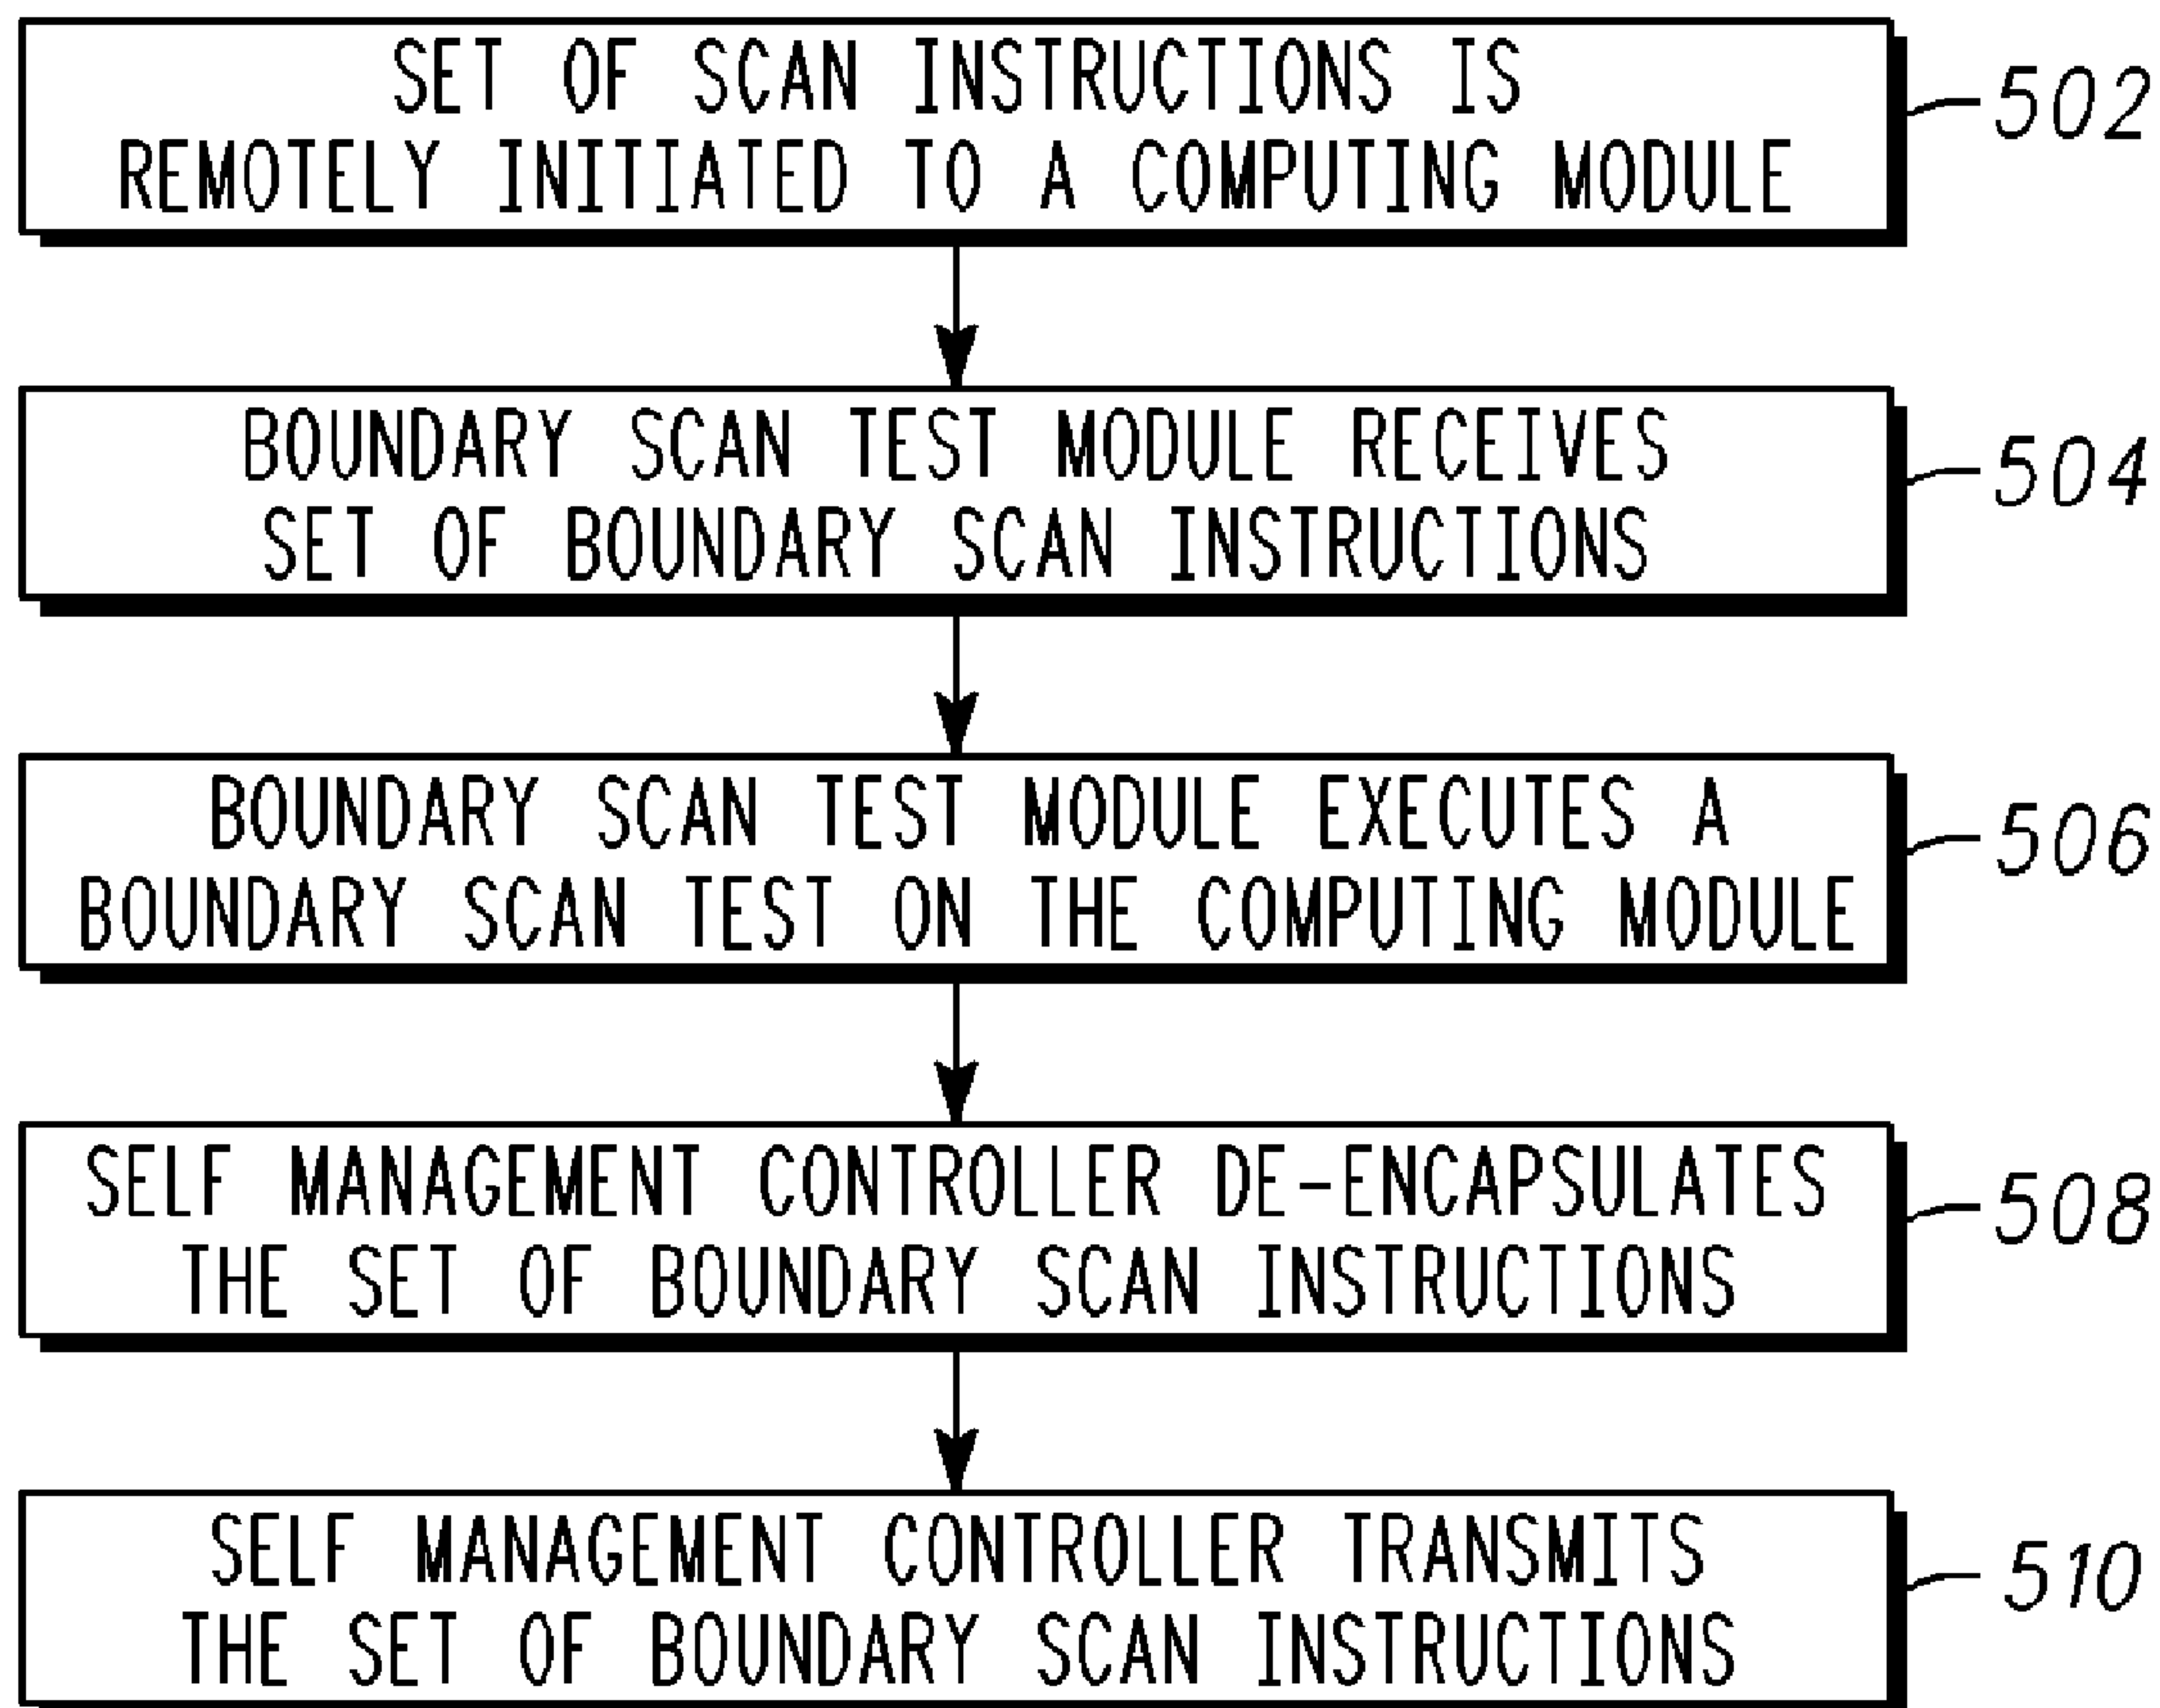 SET OF SCAN INSTRUCTIONS IS
REMOTELY INITIATED TO A COMPUTING MODULE
502
BOUNDARY SCAN TEST MODULE RECEIVES
SET OF BOUNDARY SCAN INSTRUCTIONS
504
BOUNDARY SCAN TEST MODULE EXECUTES A
BOUNDARY SCAN TEST ON THE COMPUTING MODULE
506
SELF MANAGEMENT CONTROLLER DE-ENCAPSULATES
THE SET OF BOUNDARY SCAN INSTRUCTIONS
508
SELF MANAGEMENT CONTROLLER TRANSMITS
THE SET OF BOUNDARY SCAN INSTRUCTIONS
510